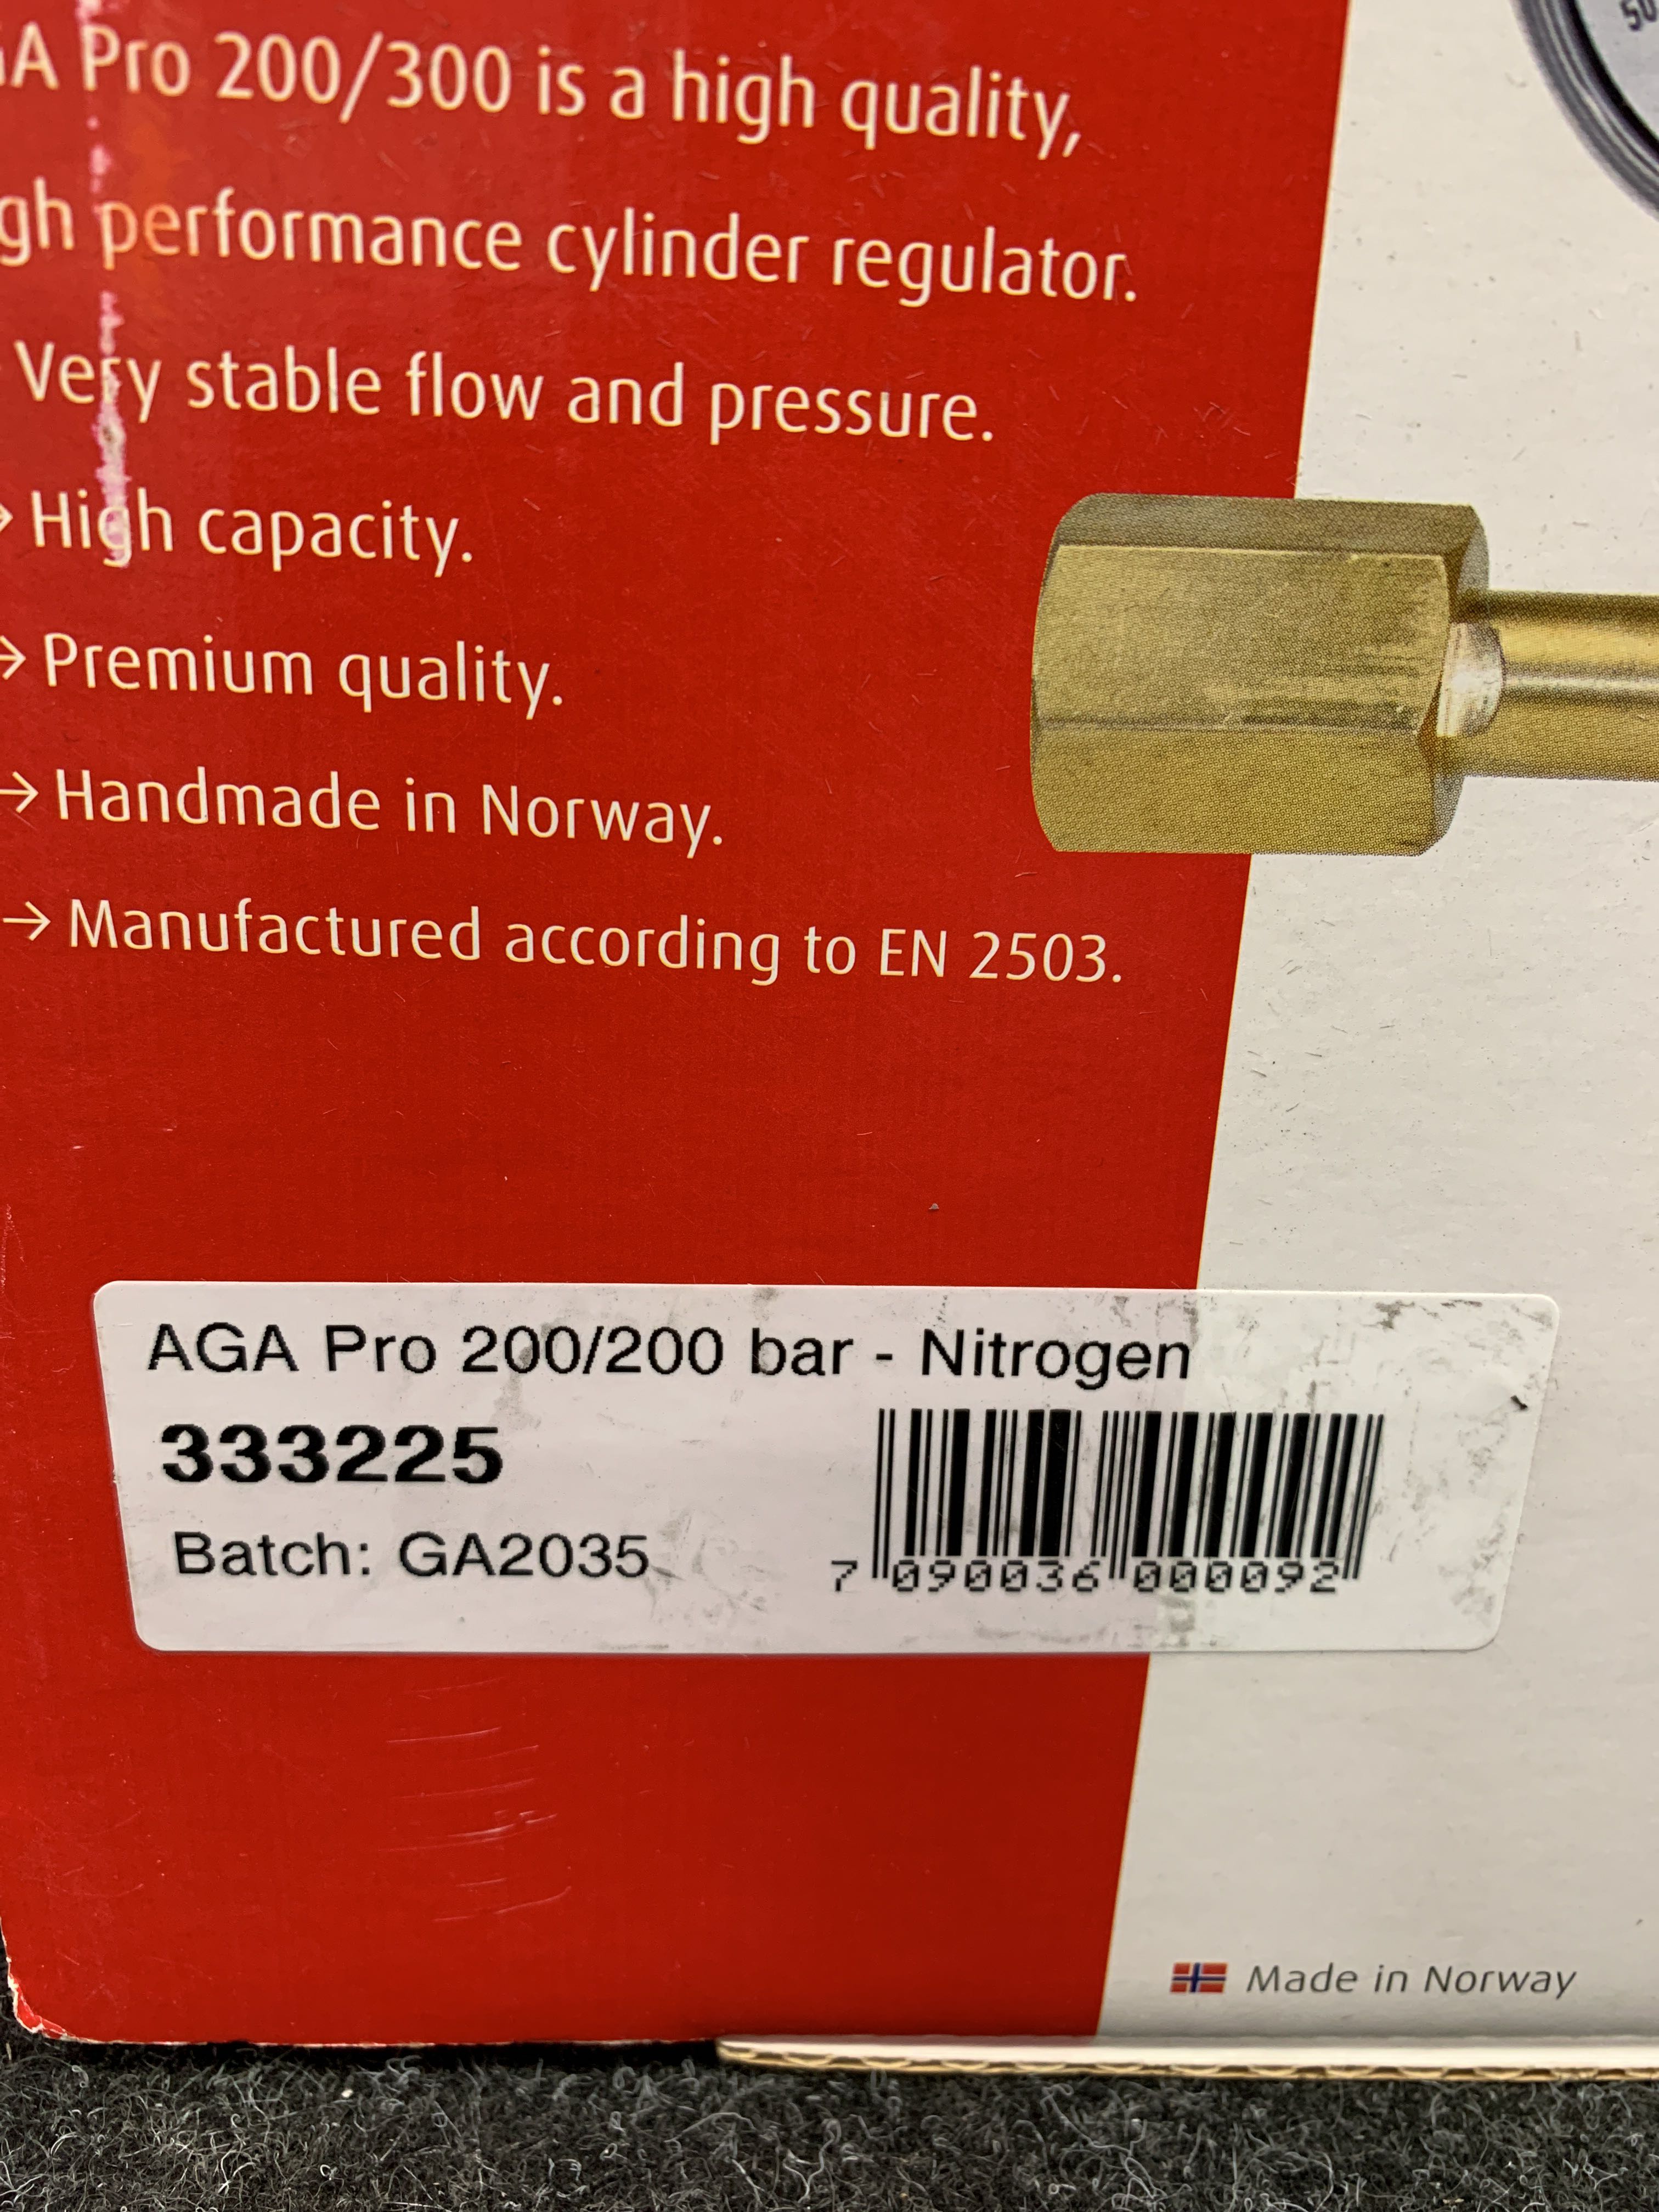 GA Pro 200/300 is a high quality,
gh performance cylinder regulator.
Very stable flow and pressure.
→ High capacity.
→ Premium quality.
→ Handmade in Norway.
→ Manufactured according to EN 2503.
AGA Pro 200/200 bar - Nitrogen
333225
Batch: GA2035
7 090036 000092
Made in Norway